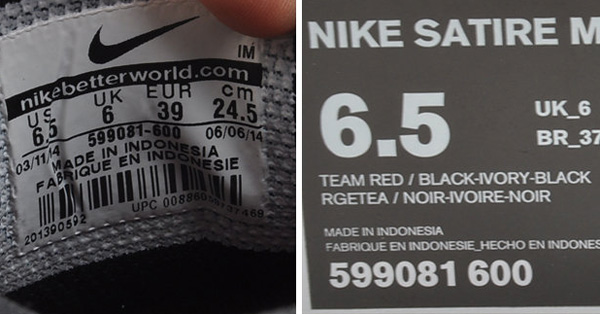 IM
nikebetterworld.com
US UK EUR cm
6.5 6 39 24.5
599081-600 06/06/14
03/11/14
MADE IN INDONESIA
FABRIQUE EN INDONESIE
UPC
201390592
NIKE SATIRE M
6.5
UK_6
BR_37
TEAM RED / BLACK-IVORY-BLACK
RGETEA / NOIR-IVOIRE-NOIR
MADE IN INDONESIA
FABRIQUE EN INDONESIE_HECHO EN INDONES
599081 600